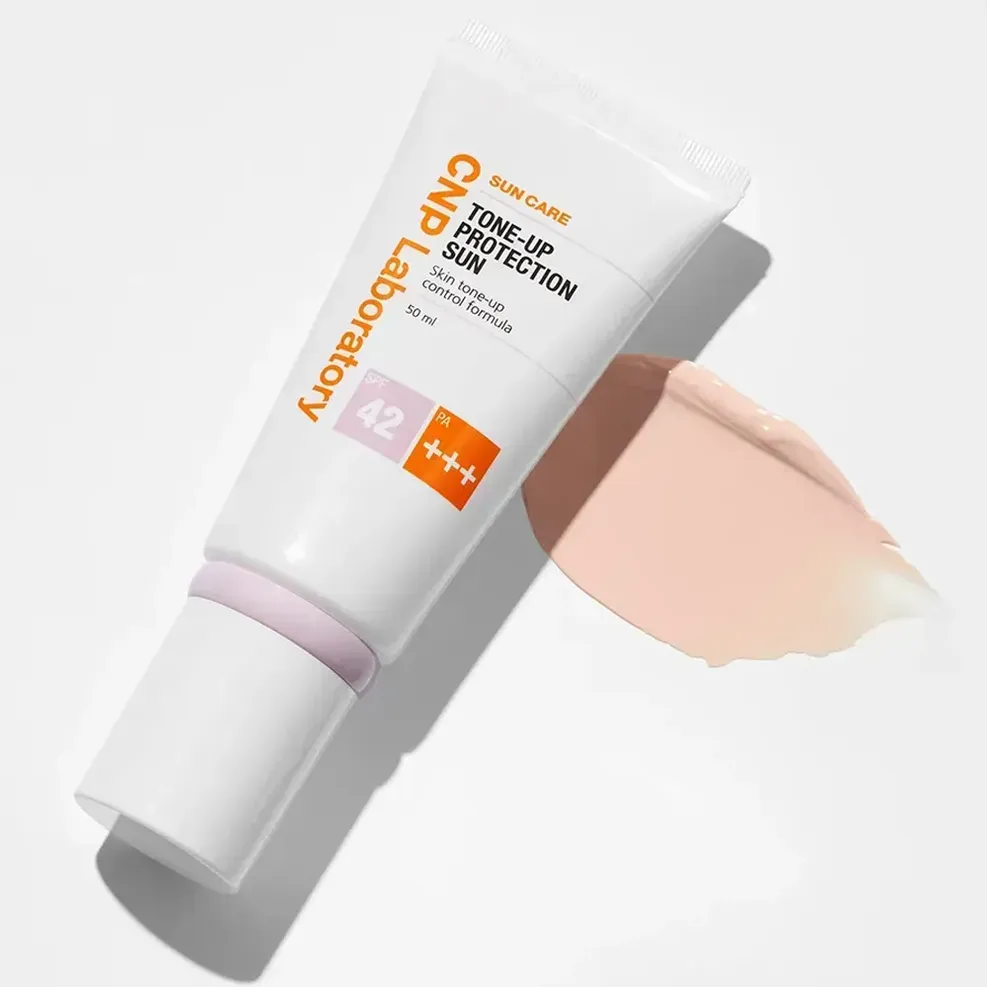 CNP Laboratory
SUN CARE
TONE-UP
PROTECTION
SUN
Skin tone-up
control formula
50 ml
SPF
42
PA
+++